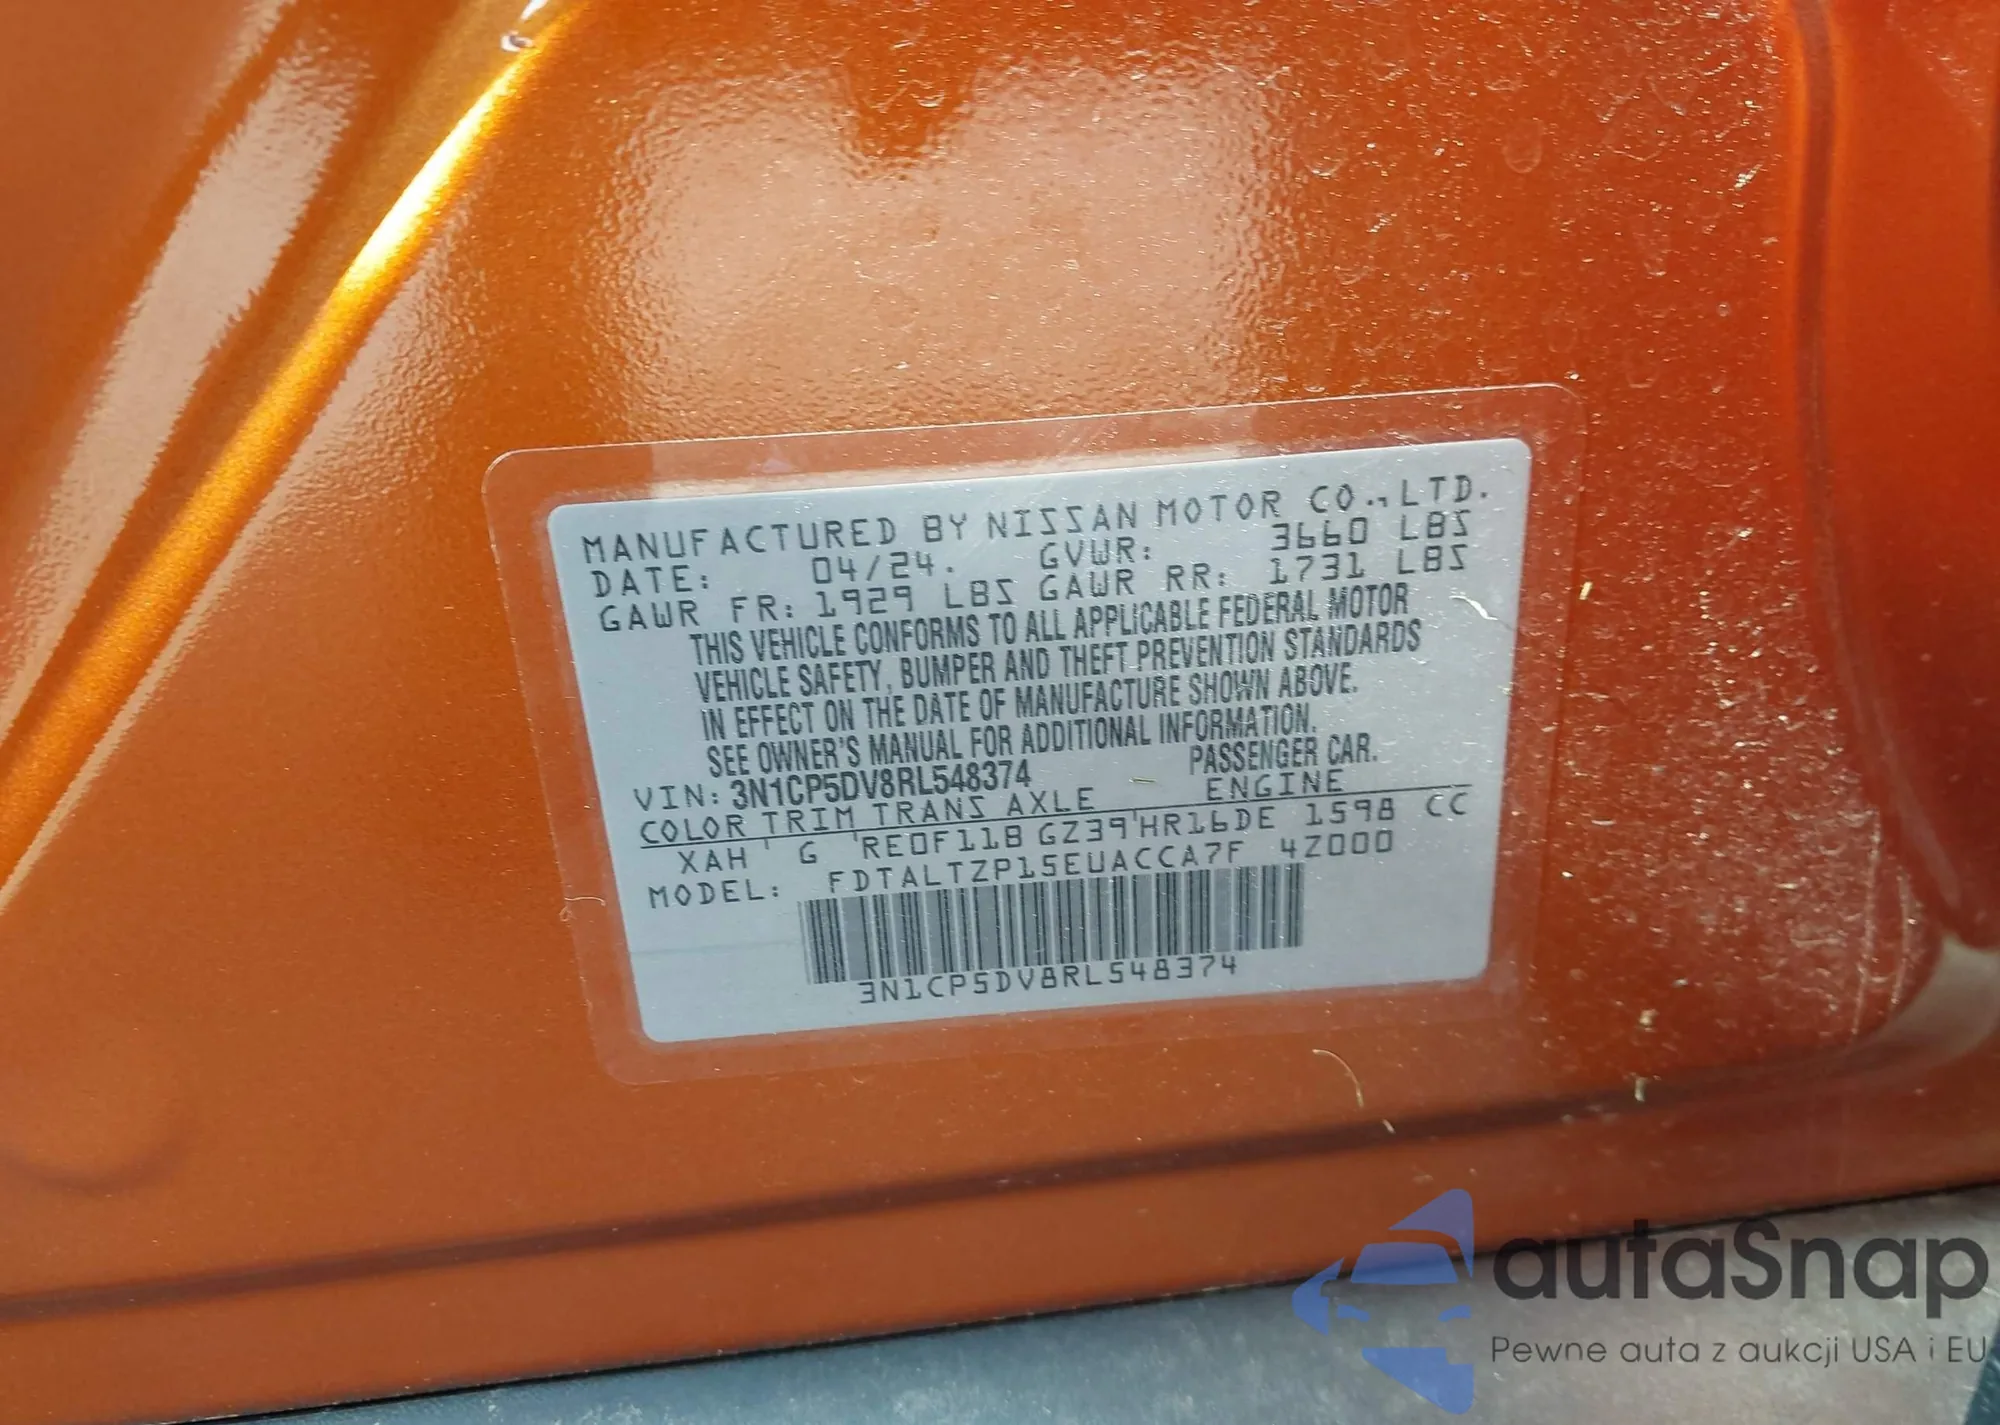 MANUFACTURED BY NISSAN MOTOR CO.,LTD.
DATE: 04/24. GVWR: 3660 LBS
GAWR FR: 1929 LBS GAWR RR: 1731 LBS
THIS VEHICLE CONFORMS TO ALL APPLICABLE FEDERAL MOTOR
VEHICLE SAFETY, BUMPER AND THEFT PREVENTION STANDARDS
IN EFFECT ON THE DATE OF MANUFACTURE SHOWN ABOVE.
SEE OWNER'S MANUAL FOR ADDITIONAL INFORMATION.
VIN: 3N1CP5DV8RL548374 PASSENGER CAR.
COLOR TRIM TRANS AXLE ENGINE
XAH G RE0F11B GZ39 HR16DE 1598 CC
MODEL: FDTALTZP15EUACCA7F 4Z000
3N1CP5DV8RL548374
autaSnap
Pewne auta z aukcji USA i EU